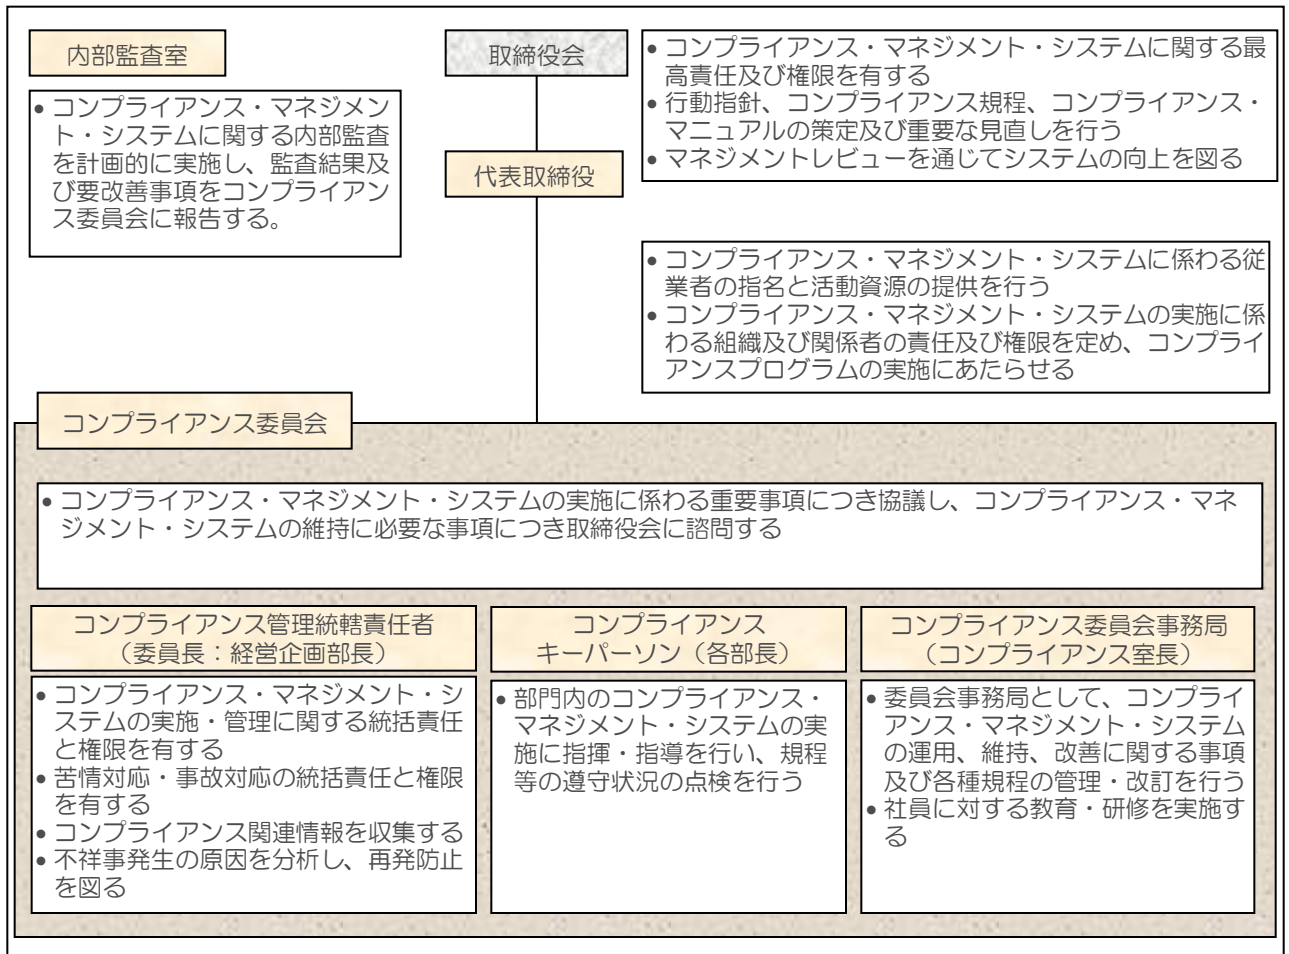 内部監査室
●コンプライアンス・マネジメン
ト・システムに関する内部監査
を計画的に実施し、監査結果及
び要改善事項をコンプライアン
ス委員会に報告する。
取締役会
●コンプライアンス・マネジメント・システムに関する最
高責任及び権限を有する
●行動指針、コンプライアンス規程、コンプライアンス・
マニュアルの策定及び重要な見直しを行う
●マネジメントレビューを通じてシステムの向上を図る
代表取締役
●コンプライアンス・マネジメント・システムに係わる従
業者の指名と活動資源の提供を行う
●コンプライアンス・マネジメント・システムの実施に係
わる組織及び関係者の責任及び権限を定め、コンプライ
アンスプログラムの実施にあたらせる
コンプライアンス委員会
●コンプライアンス・マネジメント・システムの実施に係わる重要事項につき協議し、コンプライアンス・マネ
ジメント・システムの維持に必要な事項につき取締役会に諮問する
コンプライアンス管理統轄責任者
（委員長：経営企画部長）
●コンプライアンス・マネジメント・シ
ステムの実施・管理に関する統括責任
と権限を有する
●苦情対応・事故対応の統括責任と権限
を有する
●コンプライアンス関連情報を収集する
●不祥事発生の原因を分析し、再発防止
を図る
コンプライアンス
キーパーソン（各部長）
●部門内のコンプライアンス・
マネジメント・システムの実
施に指揮・指導を行い、規程
等の遵守状況の点検を行う
コンプライアンス委員会事務局
（コンプライアンス室長）
●委員会事務局として、コンプライ
アンス・マネジメント・システム
の運用、維持、改善に関する事項
及び各種規程の管理・改訂を行う
●社員に対する教育・研修を実施す
る